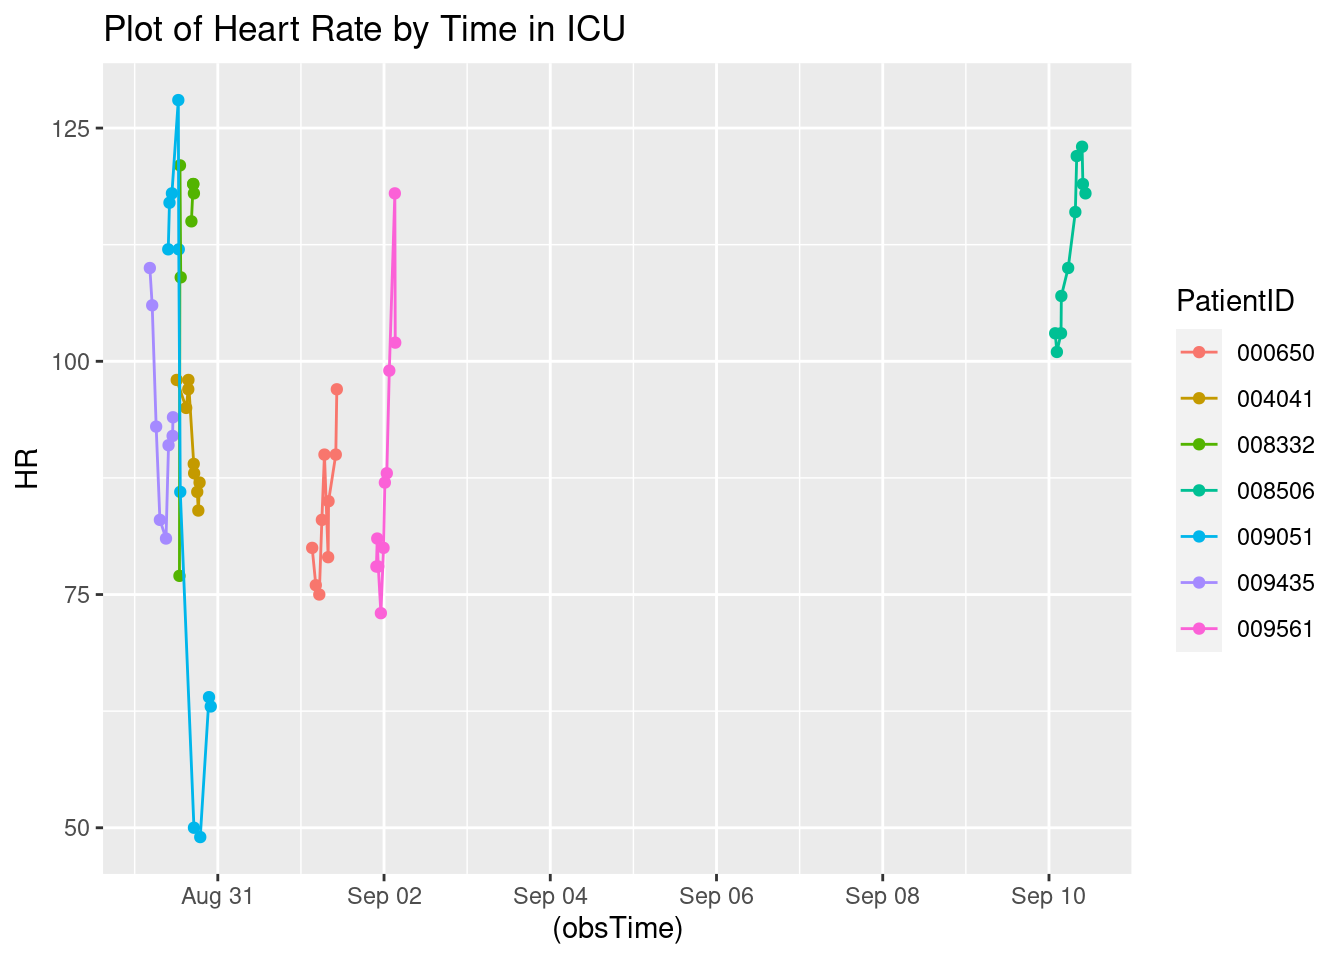 Plot of Heart Rate by Time in ICU
125
100
75
50
HR
Aug 31
Sep 02
Sep 04
Sep 06
Sep 08
Sep 10
(obsTime)
PatientID
000650
004041
008332
008506
009051
009435
009561